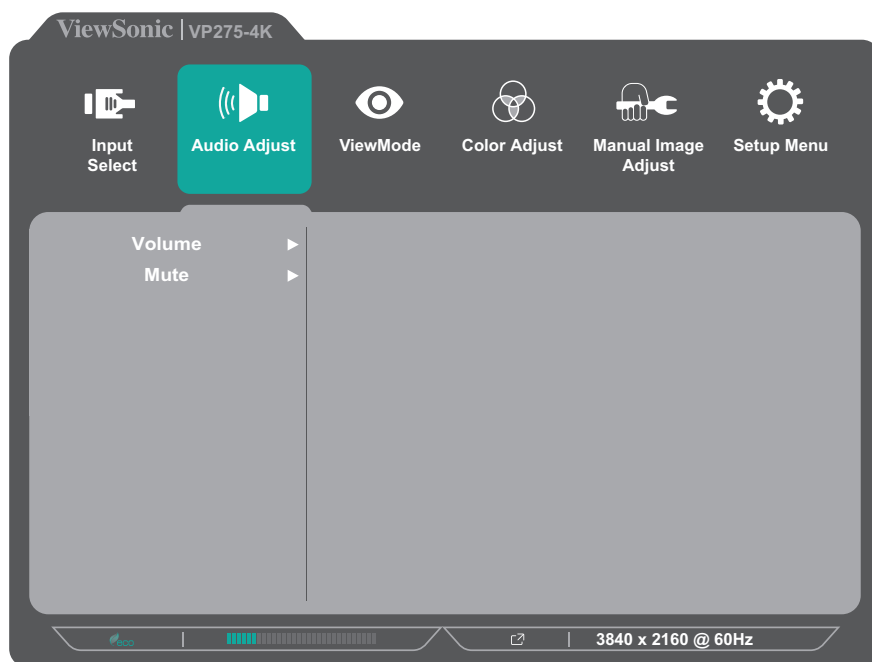 ViewSonic | VP275-4K
Input
Select
Audio Adjust
ViewMode
Color Adjust
Manual Image
Adjust
Setup Menu
Volume
Mute
eco
3840 x 2160 @ 60Hz